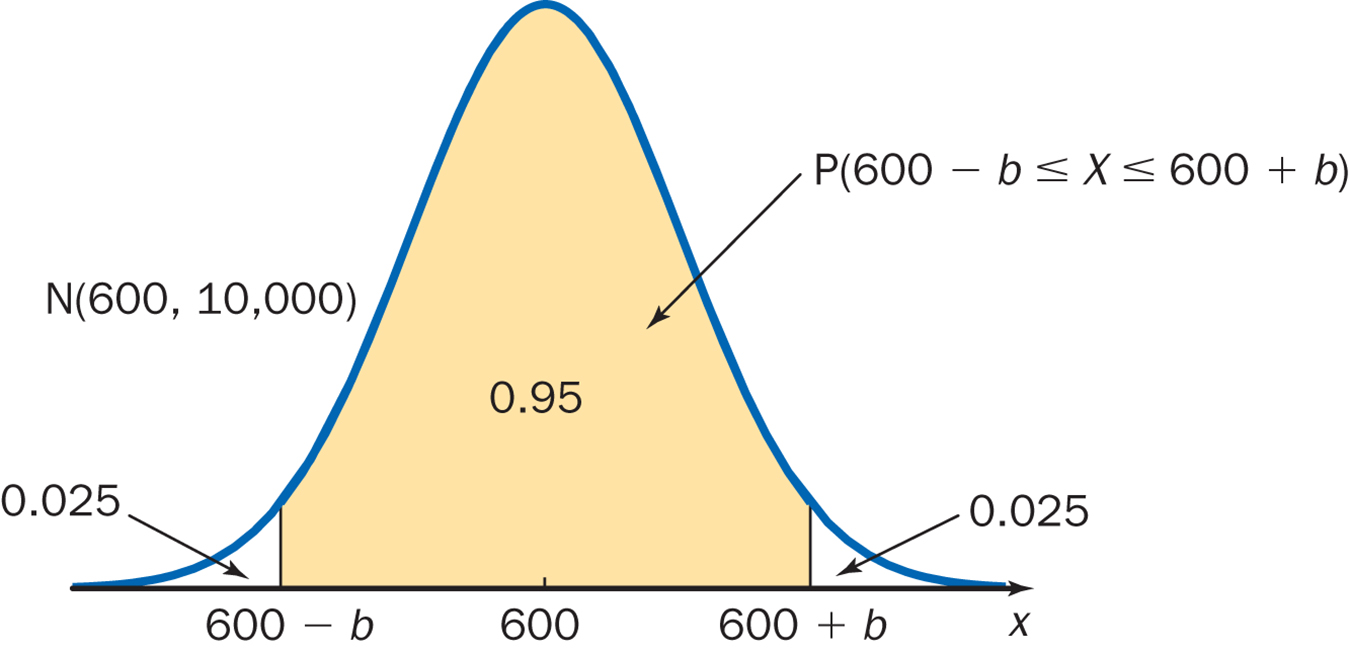 P(600 − b ≤ X ≤ 600 + b)
N(600, 10,000)
0.95
0.025
0.025
600 − b
600
600 + b
x